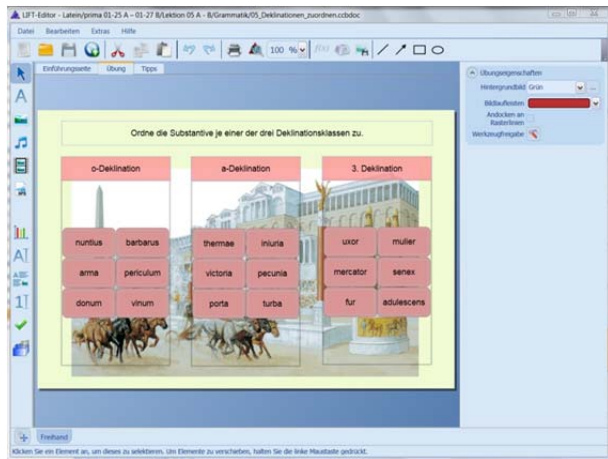 LIFT-Editor - Latein/prima 01-25 A - 01-27 B/Lektion 05 A - B/Grammatik/05_Deklinationen_zuordnen.ccbdoc
Datei Bearbeiten Extras Hilfe
100 %
f(x)
Einführungsseite Übung Tipps
Übungseigenschaften
Hintergrundbild Grün
Bildlaufleisten
Andocken an
Rasterlinien
Werkzeugfreigabe
Ordne die Substantive je einer der drei Deklinationsklassen zu.
o-Deklination a-Deklination 3. Deklination
nuntius barbarus thermae iniuria uxor mulier
arma periculum victoria pecunia mercator senex
donum vinum porta turba fur adulescens
Freihand
Klicken Sie ein Element an, um dieses zu selektieren. Um Elemente zu verschieben, halten Sie die linke Maustaste gedrückt.